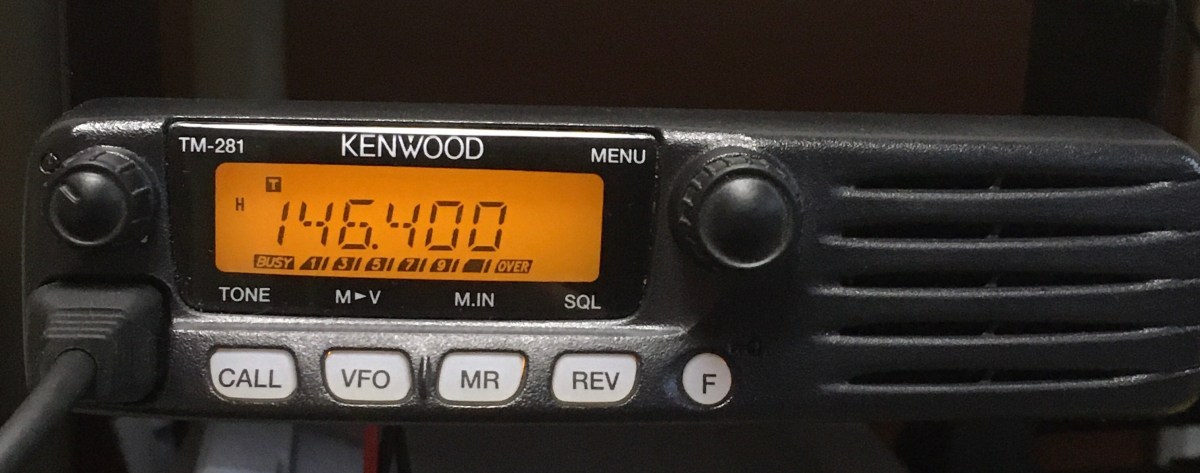 TM-281 KENWOOD MENU
T
H 146.400
BUSY 1 3 5 7 9 OVER
TONE M►V M.IN SQL
CALL VFO MR REV F